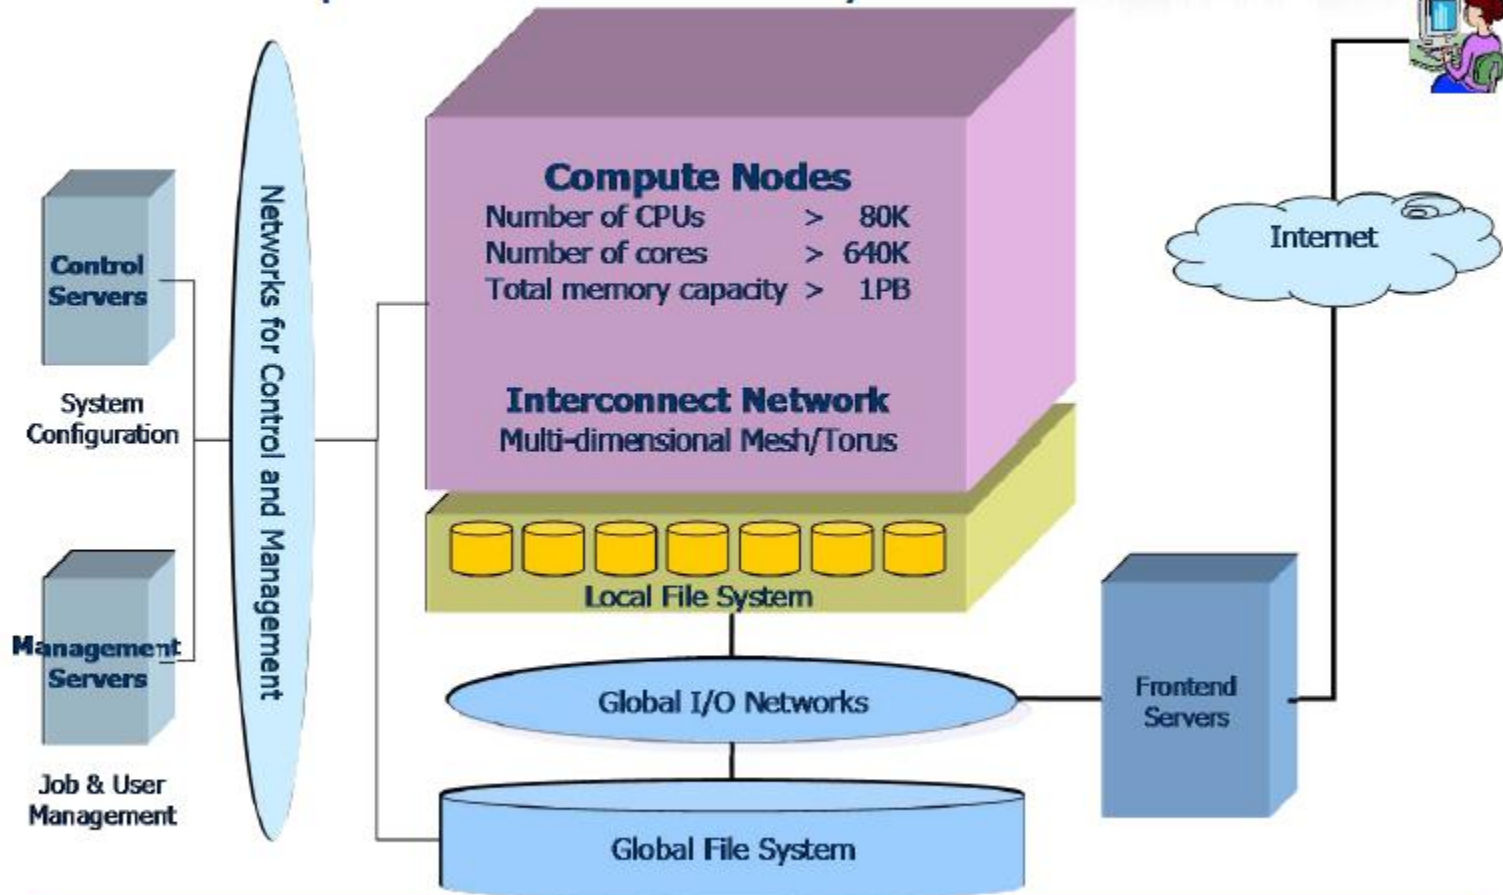 Control
Servers
System
Configuration
Management
Servers
Job & User
Management
Networks for Control and Management
Compute Nodes
Number of CPUs > 80K
Number of cores > 640K
Total memory capacity > 1PB
Interconnect Network
Multi-dimensional Mesh/Torus
Local File System
Global I/O Networks
Global File System
Frontend
Servers
Internet